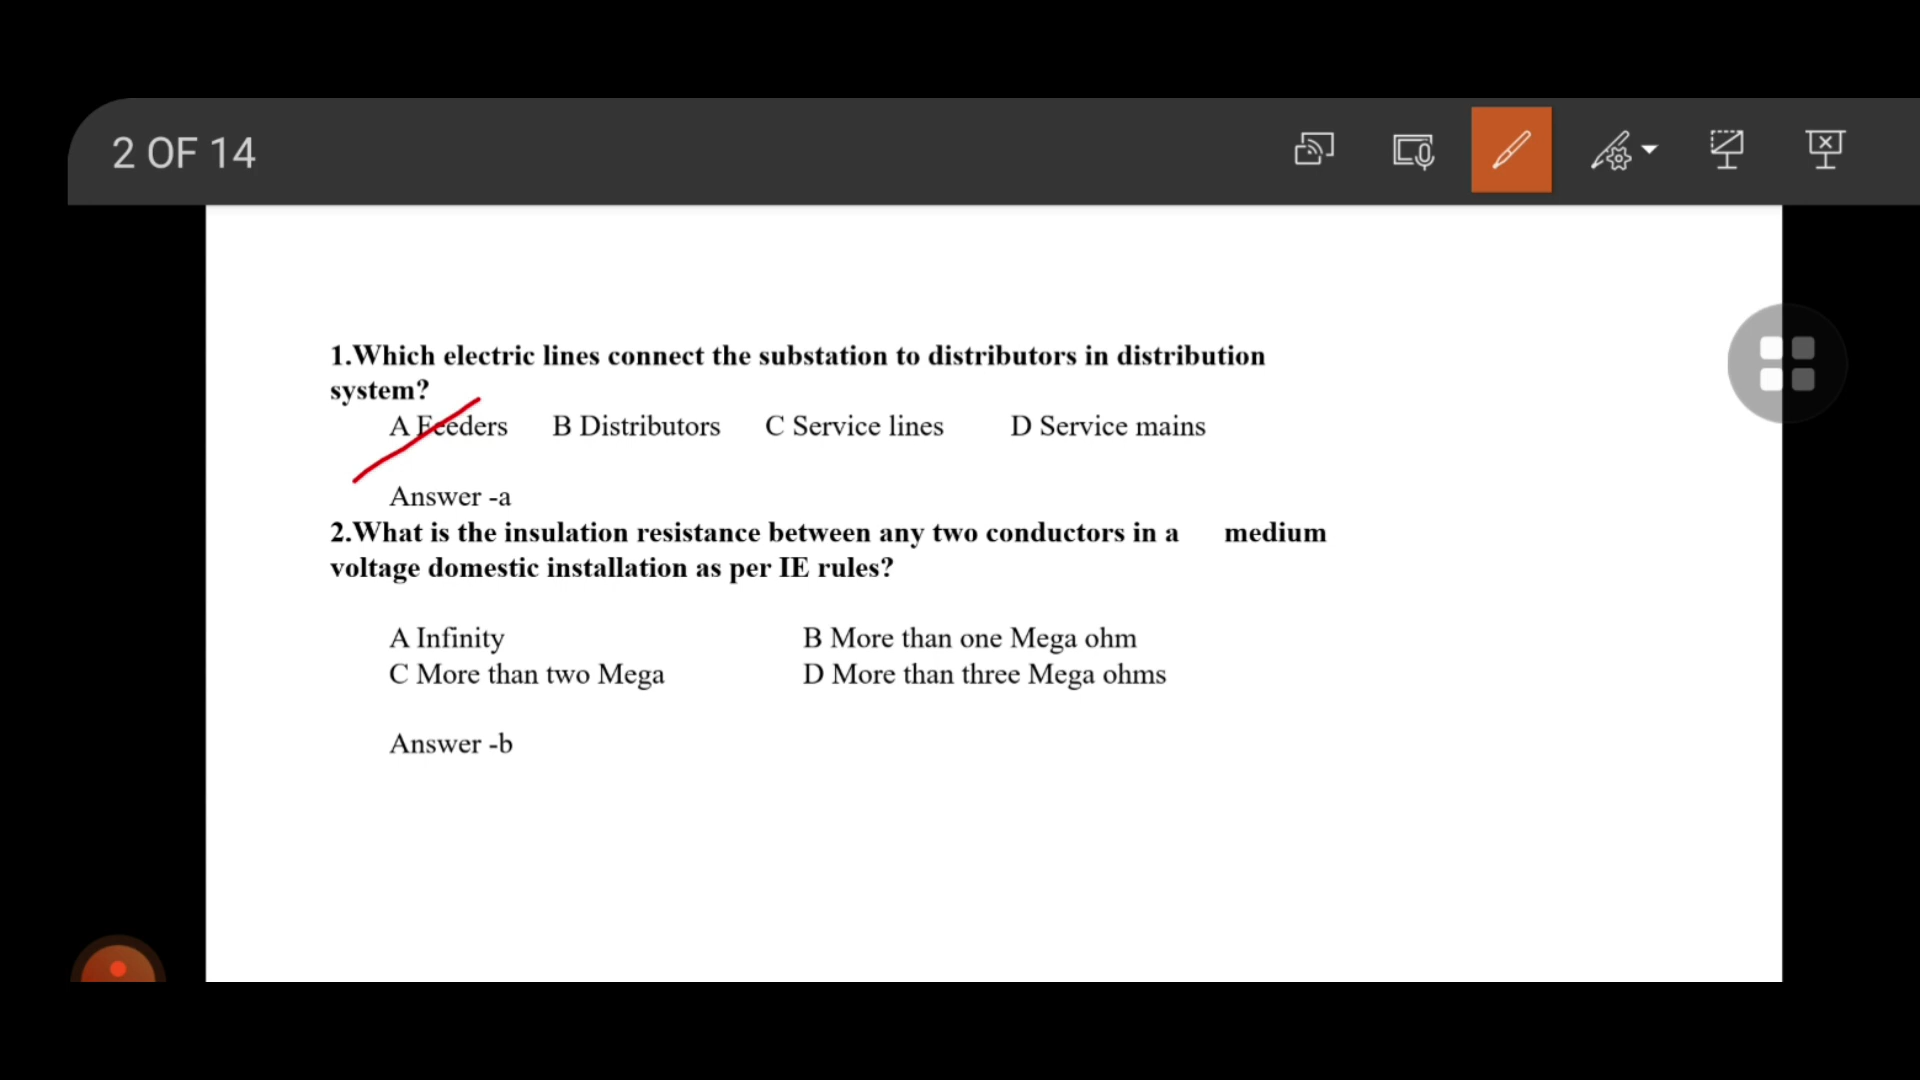 2 OF 14
1.Which electric lines connect the substation to distributors in distribution
system?
A Feeders B Distributors C Service lines D Service mains
Answer -a
2.What is the insulation resistance between any two conductors in a medium
voltage domestic installation as per IE rules?
A Infinity B More than one Mega ohm
C More than two Mega D More than three Mega ohms
Answer -b